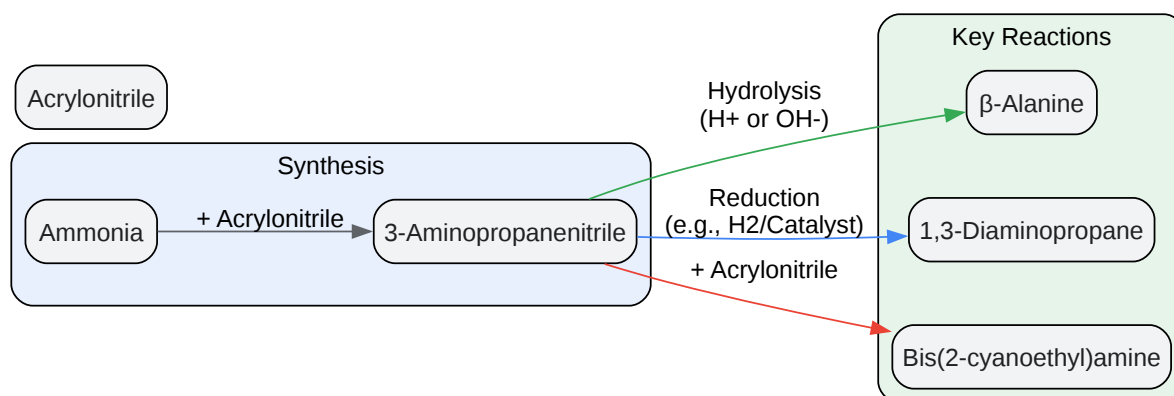 Key Reactions
Acrylonitrile
Hydrolysis
(H+ or OH-)
β-Alanine
Synthesis
Ammonia
+ Acrylonitrile
3-Aminopropanenitrile
Reduction
(e.g., H2/Catalyst)
1,3-Diaminopropane
+ Acrylonitrile
Bis(2-cyanoethyl)amine